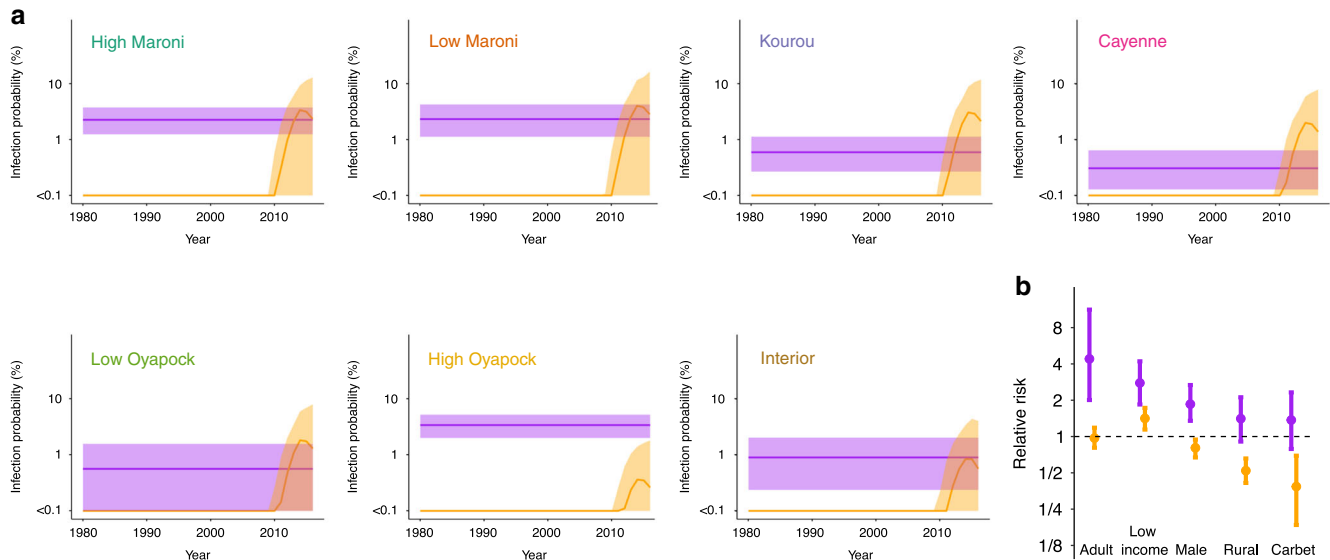 a
High Maroni
Infection probability (%)
10
1
<0.1
1980 1990 2000 2010
Year
Low Maroni
Infection probability (%)
10
1
<0.1
1980 1990 2000 2010
Year
Kourou
Infection probability (%)
10
1
<0.1
1980 1990 2000 2010
Year
Cayenne
Infection probability (%)
10
1
<0.1
1980 1990 2000 2010
Year
Low Oyapock
Infection probability (%)
10
1
<0.1
1980 1990 2000 2010
Year
High Oyapock
Infection probability (%)
10
1
<0.1
1980 1990 2000 2010
Year
Interior
Infection probability (%)
10
1
<0.1
1980 1990 2000 2010
Year
b
Relative risk
8
4
2
1
1/2
1/4
1/8
Adult
Low
income
Male
Rural
Carbet